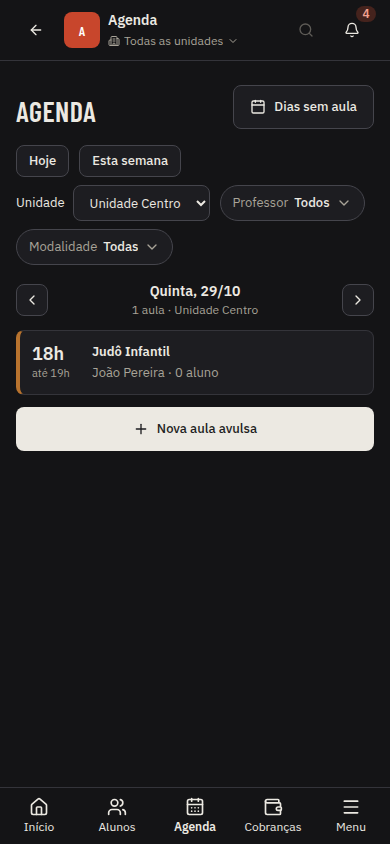 A
Agenda
Todas as unidades
4
AGENDA
Dias sem aula
Hoje
Esta semana
Unidade
Unidade Centro
Professor Todos
Modalidade Todas
Quinta, 29/10
1 aula · Unidade Centro
18h
Judô Infantil
até 19h
João Pereira · 0 aluno
Nova aula avulsa
Início
Alunos
Agenda
Cobranças
Menu